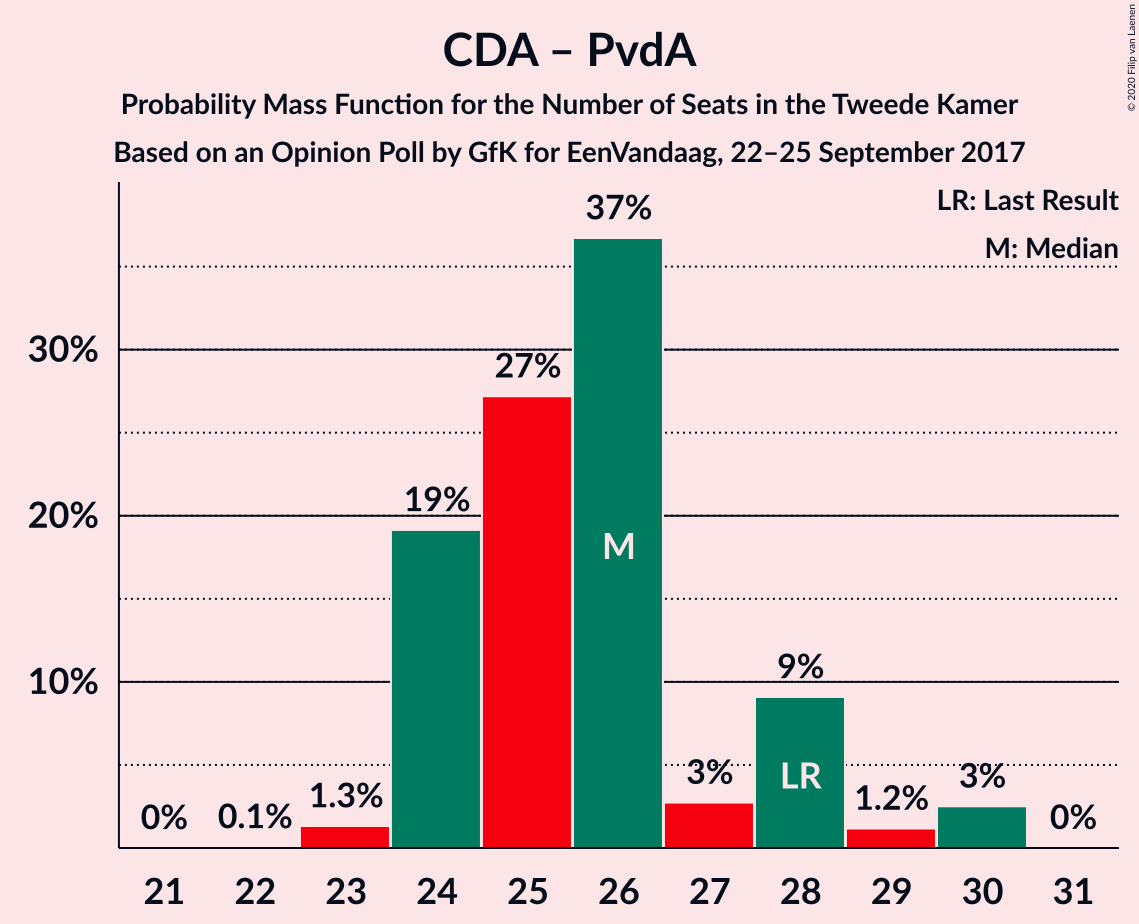 CDA – PvdA
Probability Mass Function for the Number of Seats in the Tweede Kamer
Based on an Opinion Poll by GfK for EenVandaag, 22–25 September 2017
© 2020 Filip van Laenen
LR: Last Result
M: Median
30%
20%
10%
0%
0.1%
1.3%
19%
27%
37%
M
3%
9%
LR
1.2%
3%
0%
21 22 23 24 25 26 27 28 29 30 31